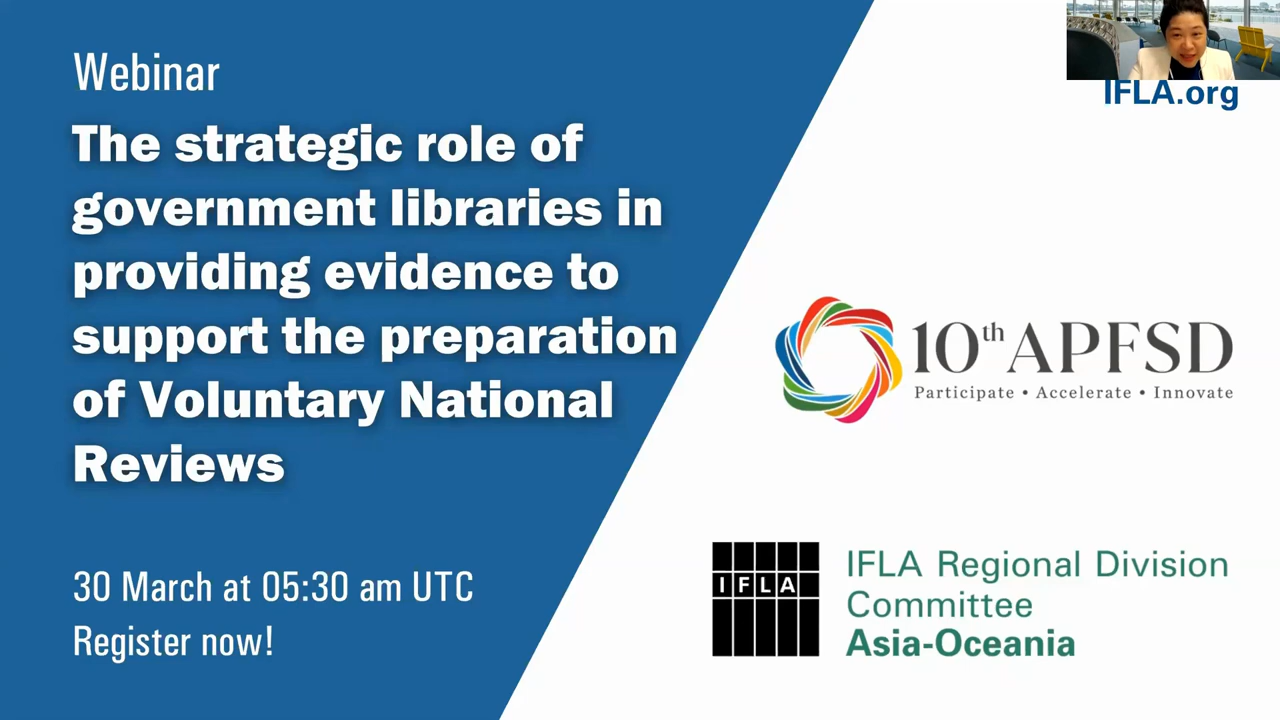 Webinar
The strategic role of
government libraries in
providing evidence to
support the preparation
of Voluntary National
Reviews
30 March at 05:30 am UTC
Register now!
IFLA.org
10th APFSD
Participate • Accelerate • Innovate
IFLA
IFLA Regional Division
Committee
Asia-Oceania